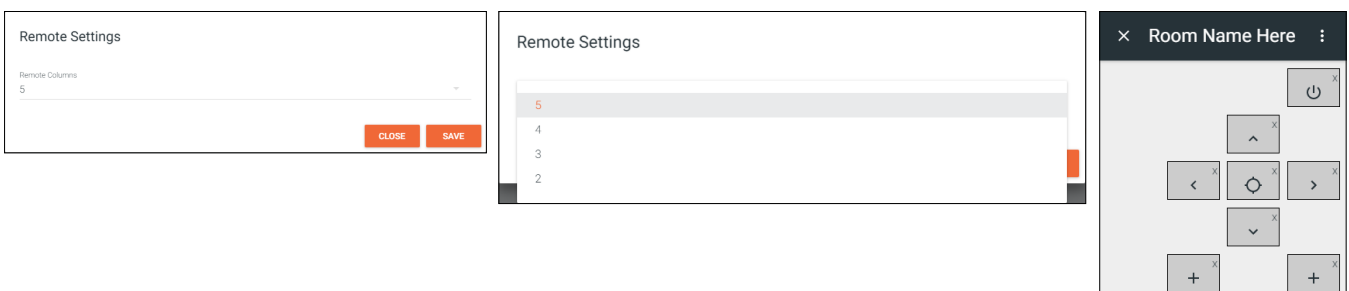 Remote Settings
Remote Columns
5
CLOSE SAVE
Remote Settings
5
4
3
2
× Room Name Here
X
X
X X X
X
X X
+ +